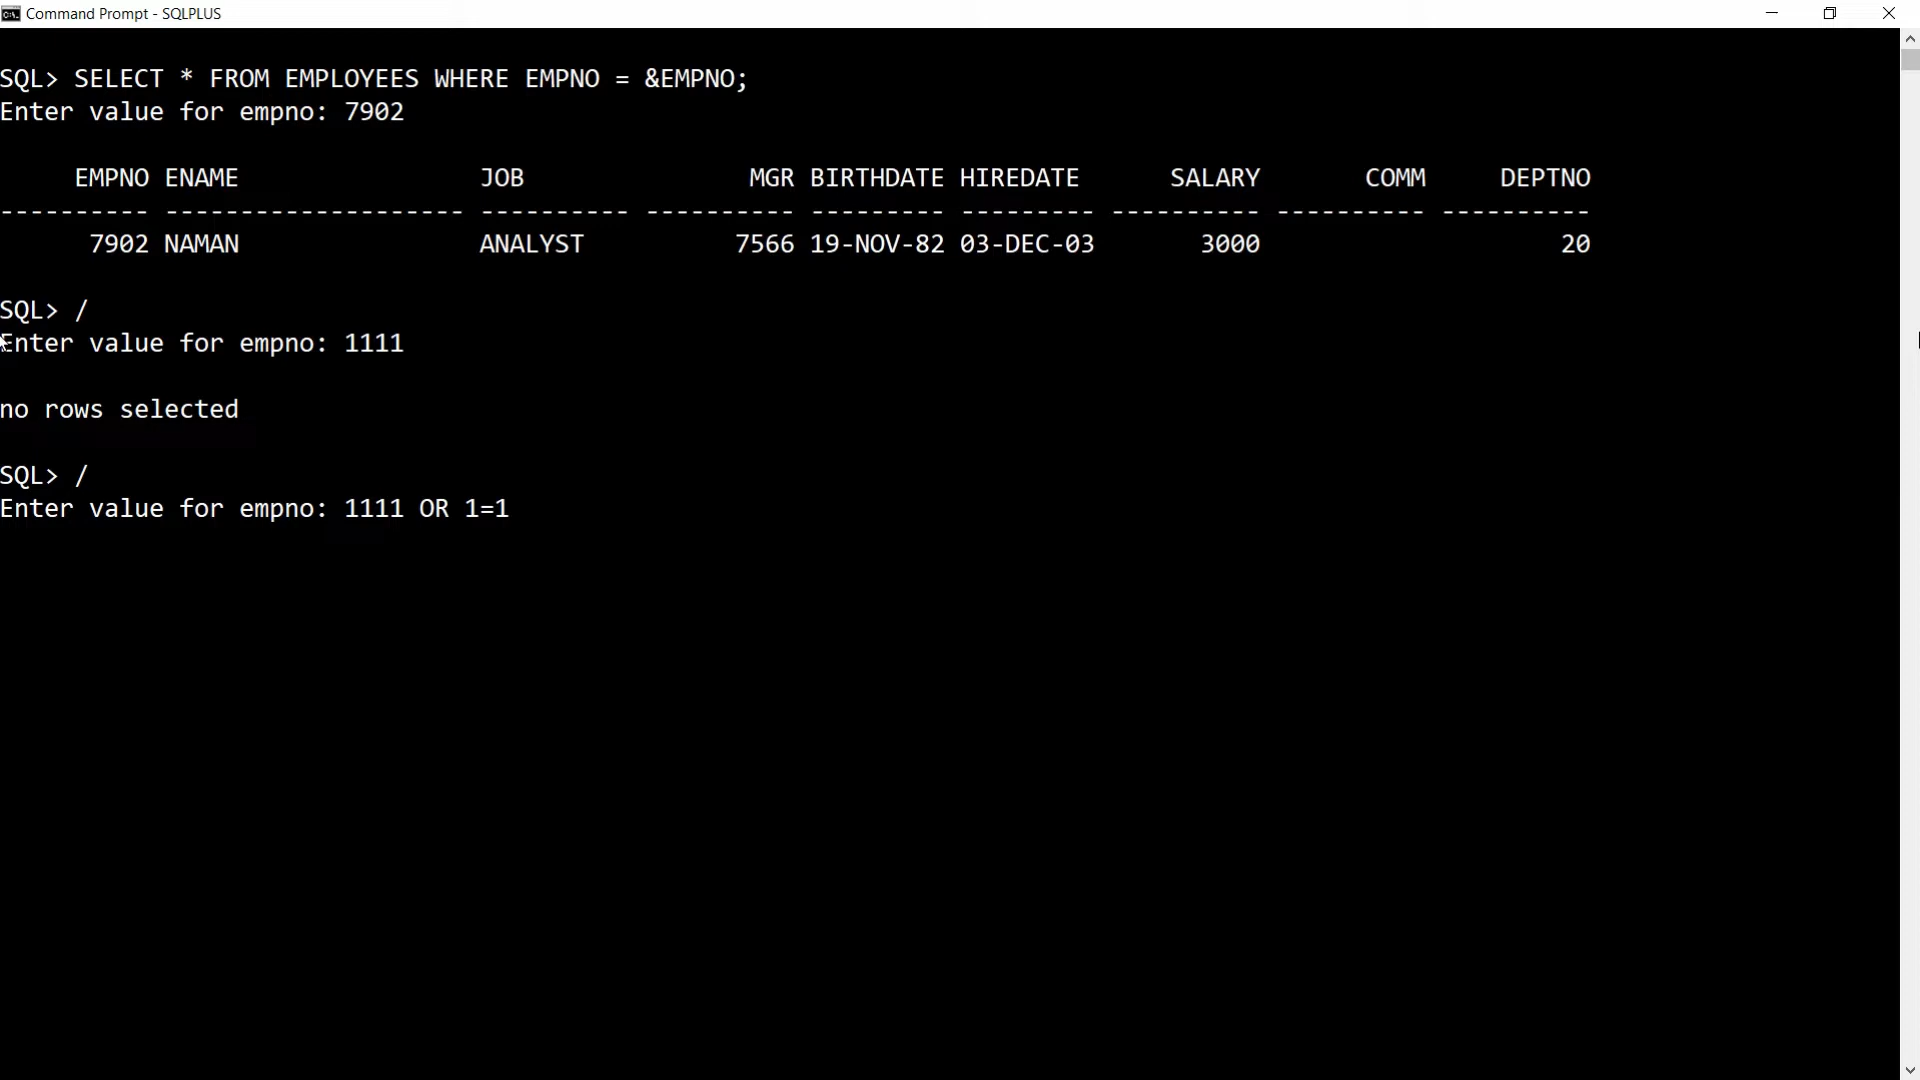 Command Prompt - SQLPLUS
SQL> SELECT * FROM EMPLOYEES WHERE EMPNO = &EMPNO;
Enter value for empno: 7902
EMPNO ENAME JOB MGR BIRTHDATE HIREDATE SALARY COMM DEPTNO
---------- -------------------- ---------- ---------- --------- --------- ---------- ---------- ----------
7902 NAMAN ANALYST 7566 19-NOV-82 03-DEC-03 3000 20
SQL> /
Enter value for empno: 1111
no rows selected
SQL> /
Enter value for empno: 1111 OR 1=1